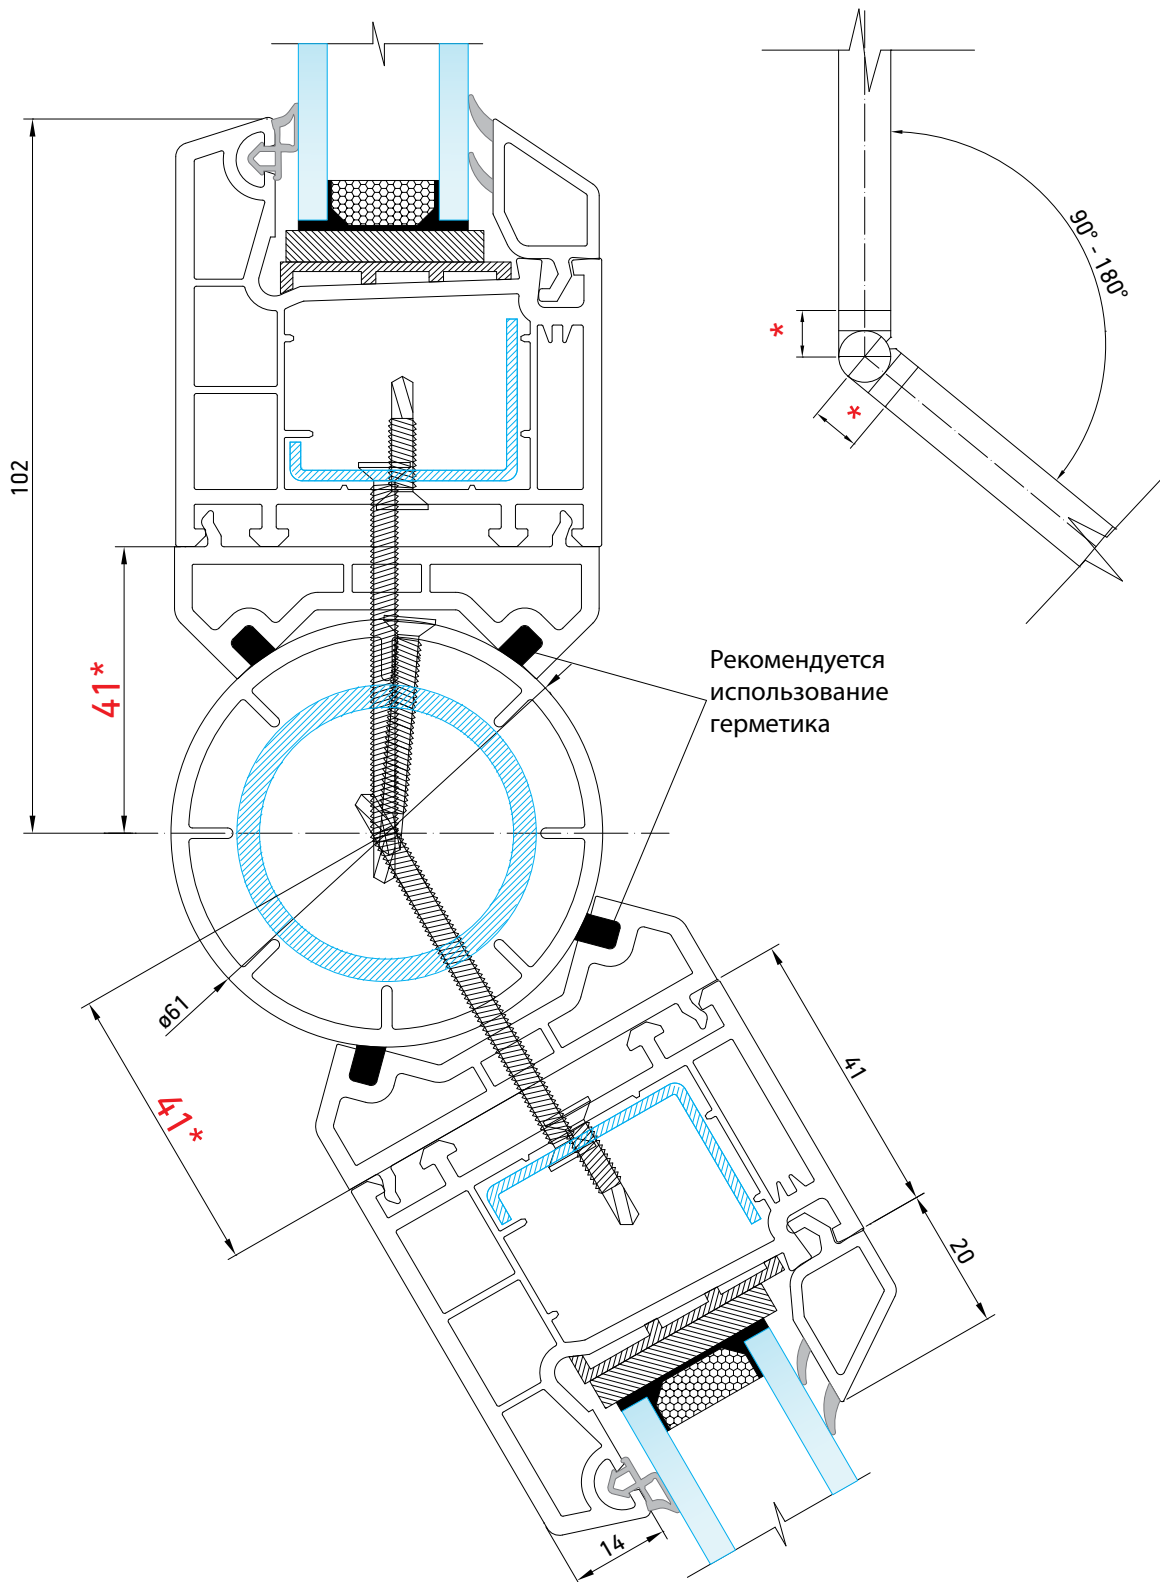 90° - 180°
*
*
102
41*
Рекомендуется
использование
герметика
ø61
41*
41
20
14